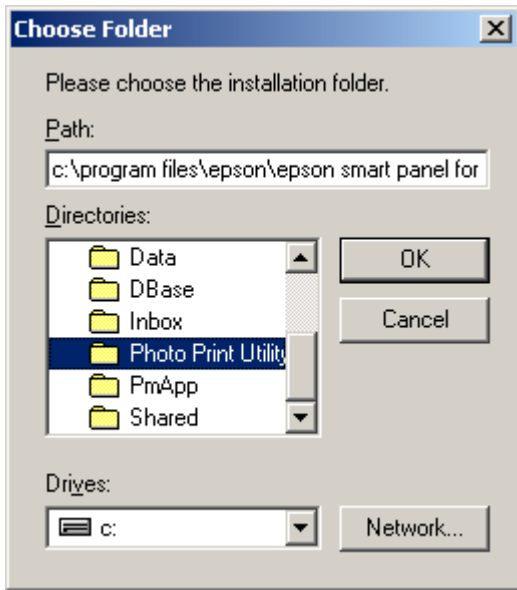 Choose Folder
Please choose the installation folder.
Path:
c:\program files\epson\epson smart panel for
Directories:
Data
DBase
Inbox
Photo Print Utility
PmApp
Shared
OK
Cancel
Drives:
c:
Network...